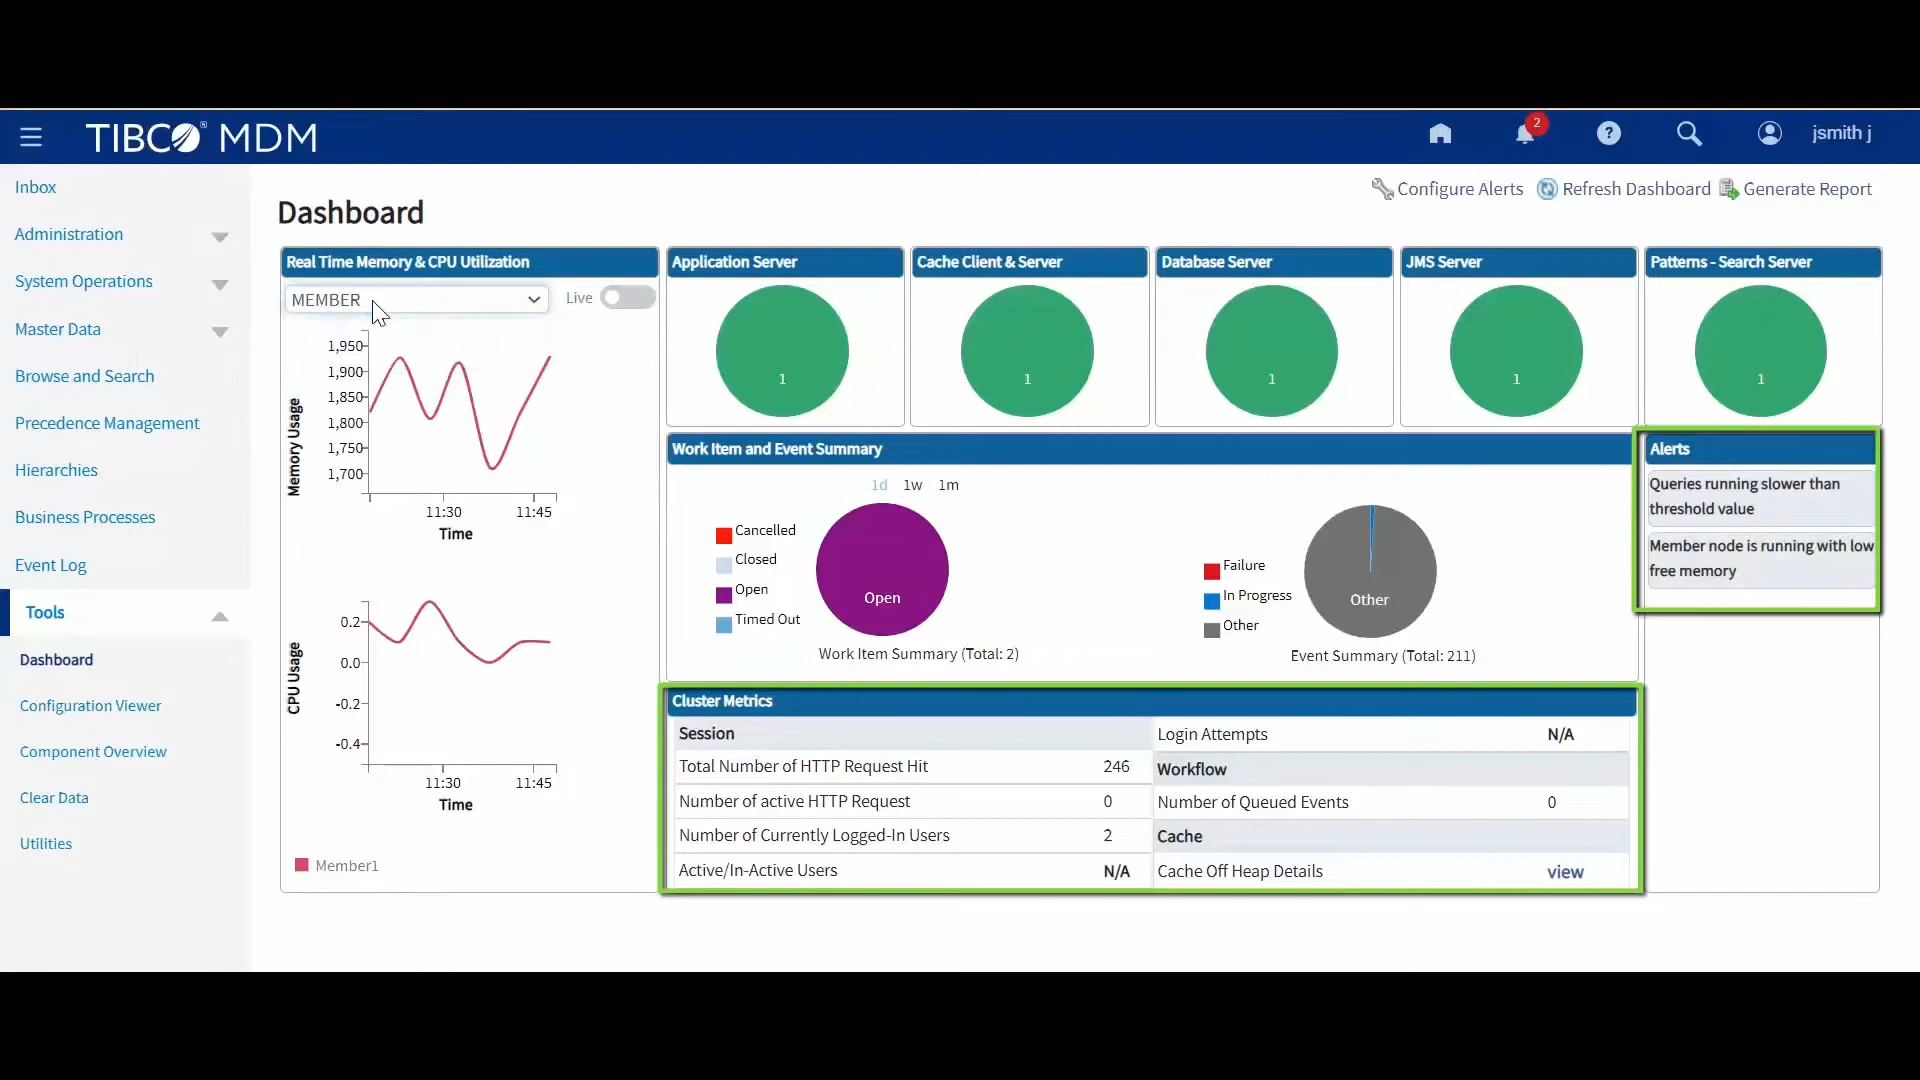 TIBCO® MDM
2
?
jsmith j
Inbox
Administration
System Operations
Master Data
Browse and Search
Precedence Management
Hierarchies
Business Processes
Event Log
Tools
Dashboard
Configuration Viewer
Component Overview
Clear Data
Utilities
Dashboard
Configure Alerts
Refresh Dashboard
Generate Report
Real Time Memory & CPU Utilization
MEMBER
Live
Memory Usage
1,950
1,900
1,850
1,800
1,750
1,700
11:30
11:45
Time
CPU Usage
0.2
0.0
-0.2
-0.4
11:30
11:45
Time
Member1
Application Server
1
Cache Client & Server
1
Database Server
1
JMS Server
1
Patterns - Search Server
1
Work Item and Event Summary
1d 1w 1m
Cancelled
Closed
Open
Timed Out
Open
Work Item Summary (Total: 2)
Failure
In Progress
Other
Other
Event Summary (Total: 211)
Alerts
Queries running slower than
threshold value
Member node is running with low
free memory
Cluster Metrics
Session
Total Number of HTTP Request Hit 246
Number of active HTTP Request 0
Number of Currently Logged-In Users 2
Active/In-Active Users N/A
Login Attempts N/A
Workflow
Number of Queued Events 0
Cache
Cache Off Heap Details view